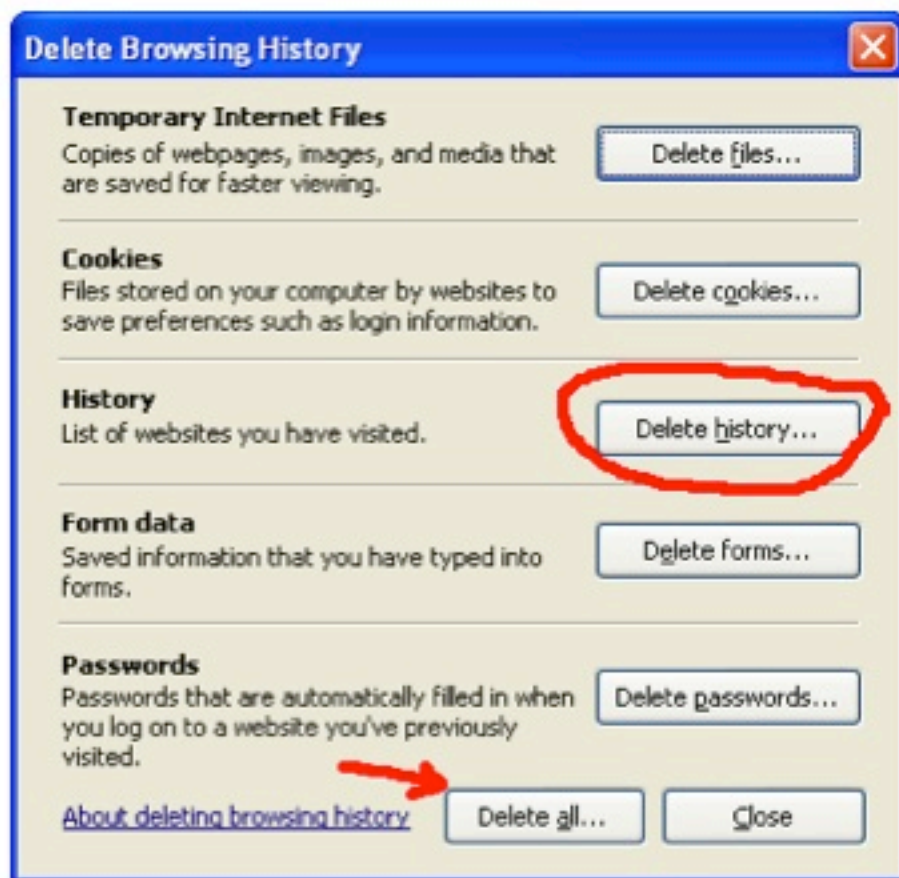 Delete Browsing History
Temporary Internet Files
Copies of webpages, images, and media that
are saved for faster viewing.
Delete files...
Cookies
Files stored on your computer by websites to
save preferences such as login information.
Delete cookies...
History
List of websites you have visited.
Delete history...
Form data
Saved information that you have typed into
forms.
Delete forms...
Passwords
Passwords that are automatically filled in when
you log on to a website you've previously
visited.
Delete passwords...
About deleting browsing history
Delete all...
Close